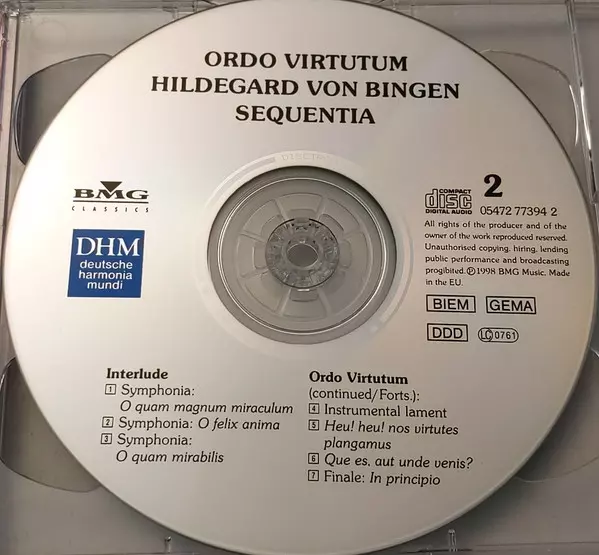 ORDO VIRTUTUM
HILDEGARD VON BINGEN
SEQUENTIA
BMG
CLASSICS
DHM
deutsche
harmonia
mundi
COMPACT
disc
DIGITAL AUDIO
2
05472 77394 2
All rights of the producer and of the
owner of the work reproduced reserved.
Unauthorised copying, hiring, lending
public performance and broadcasting
progibited. ℗ 1998 BMG Music. Made
in the EU.
BIEM GEMA
DDD LC 0761
Interlude
1 Symphonia:
O quam magnum miraculum
2 Symphonia: O felix anima
3 Symphonia:
O quam mirabilis
Ordo Virtutum
(continued/Forts.):
4 Instrumental lament
5 Heu! heu! nos virtutes
plangamus
6 Que es, aut unde venis?
7 Finale: In principio